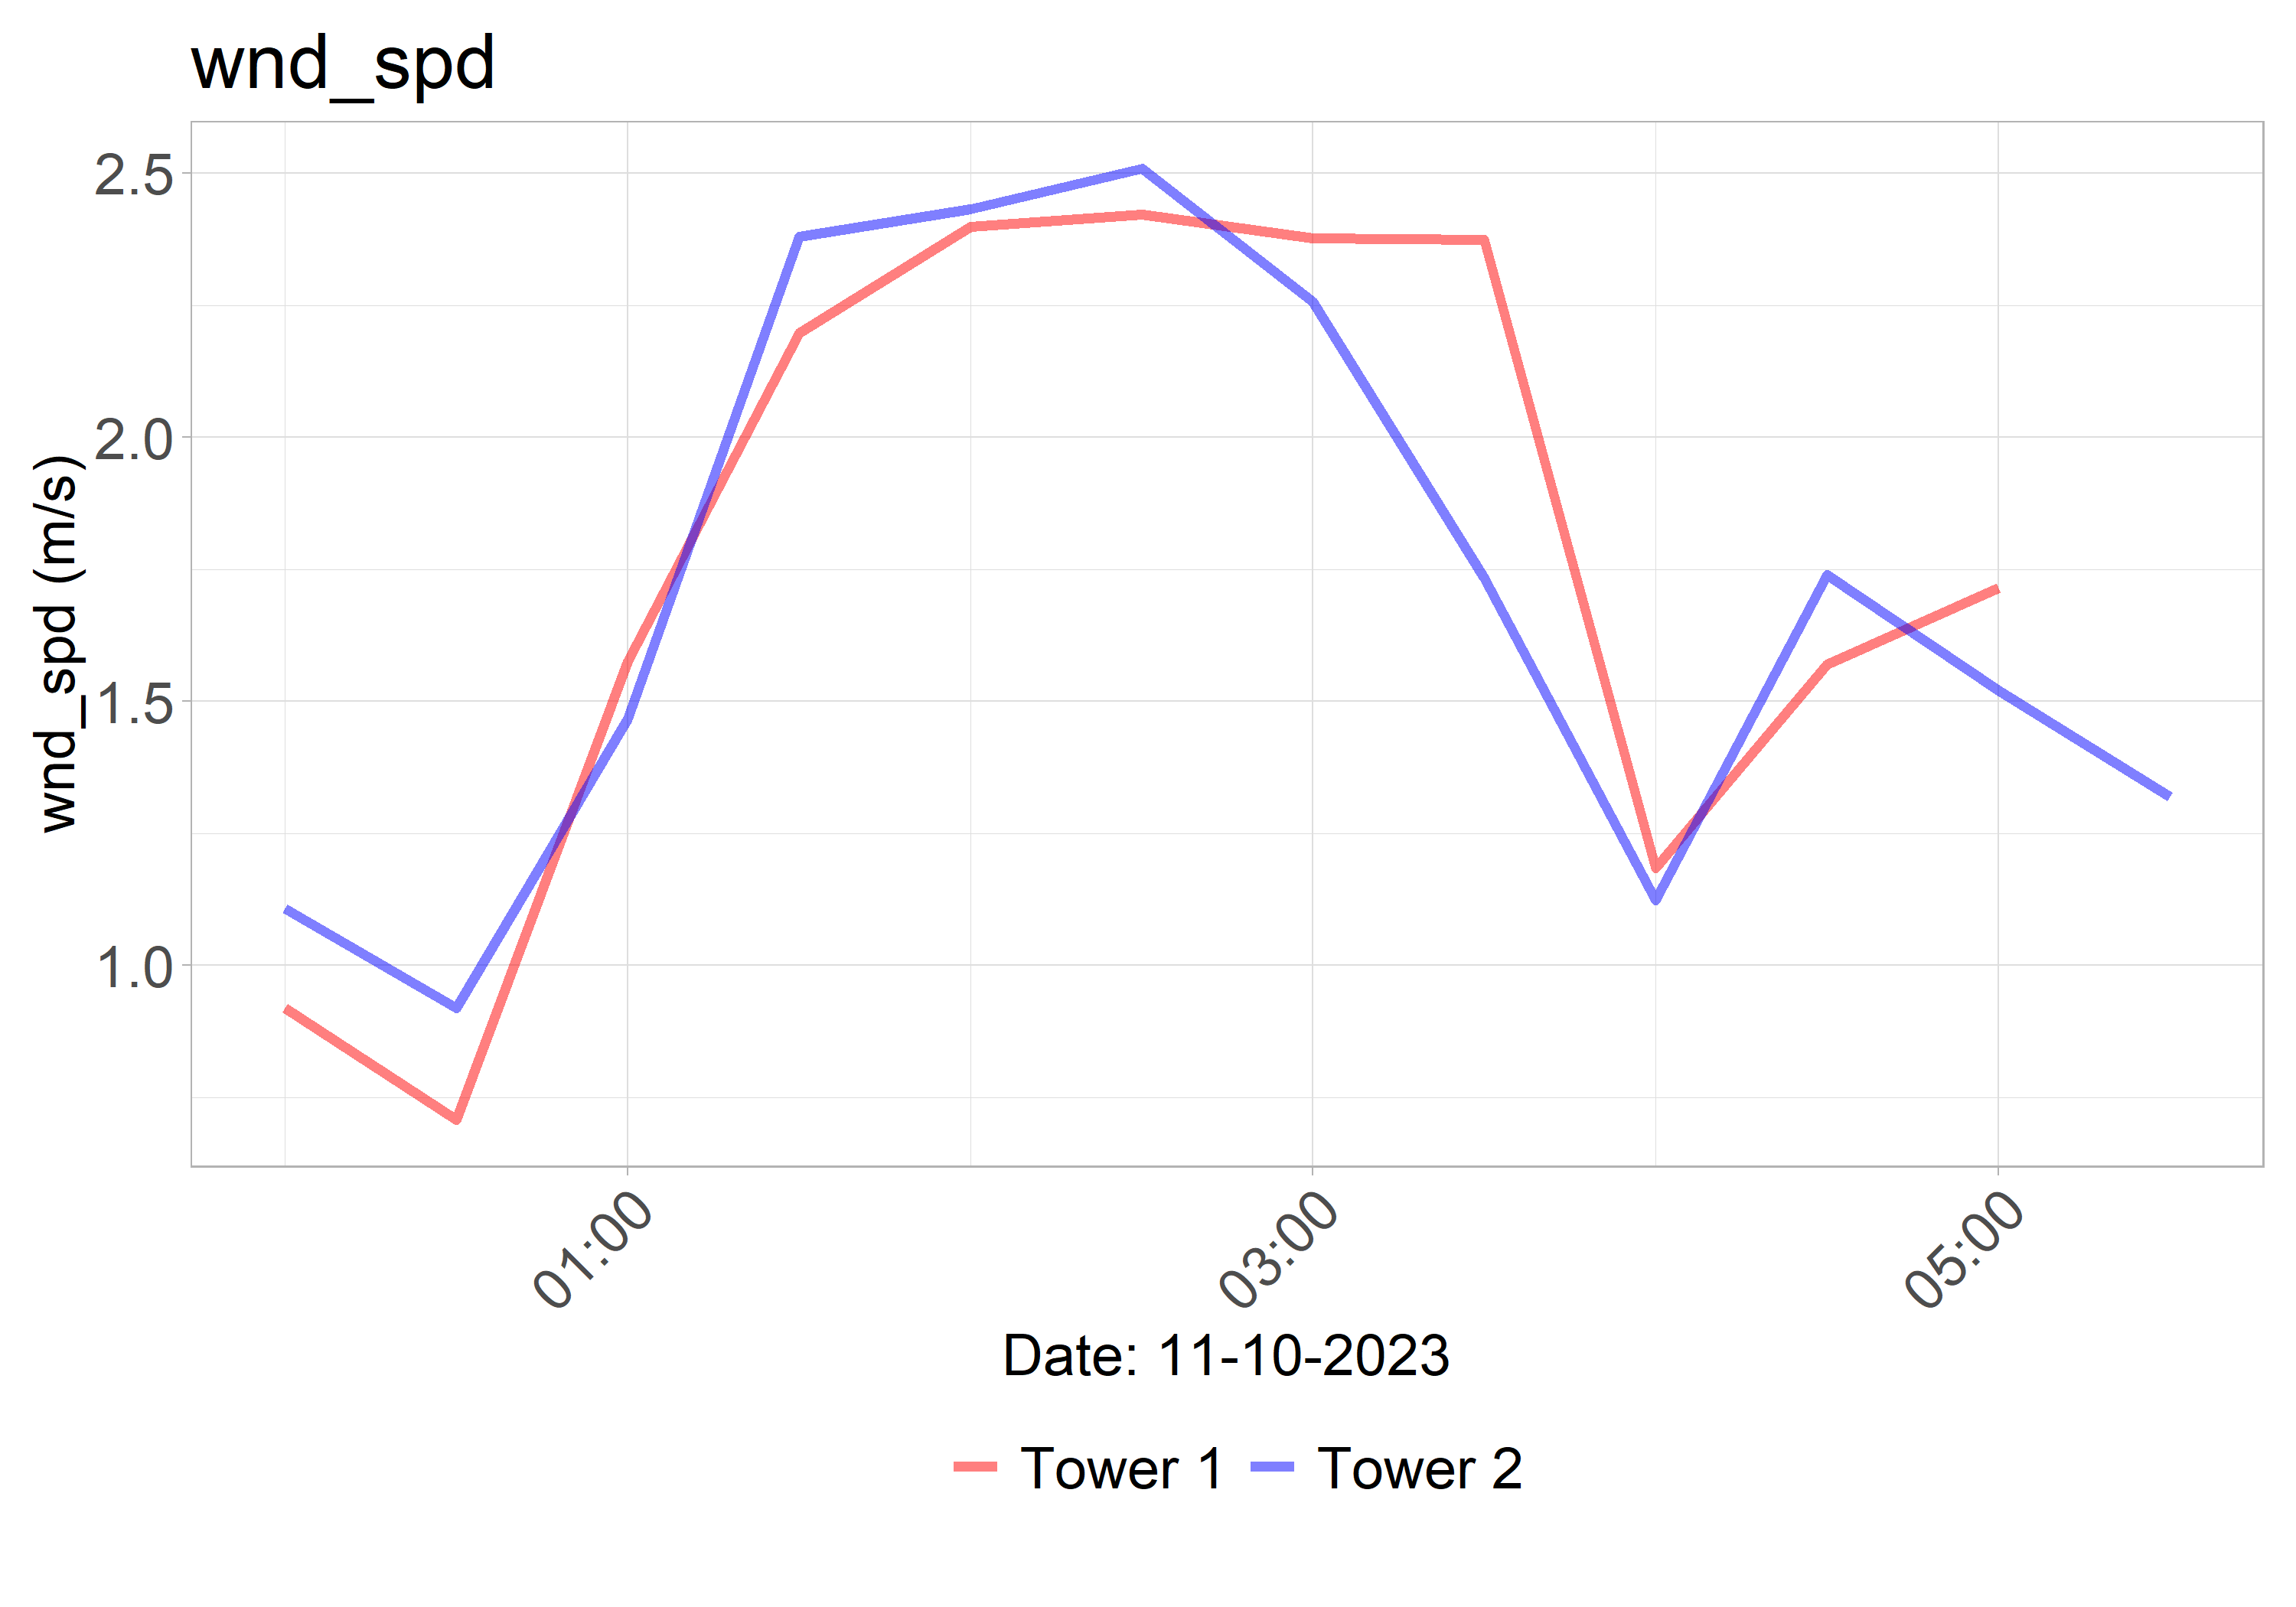 wnd_spd
2.5
2.0
1.5
1.0
wnd_spd (m/s)
01:00
03:00
05:00
Date: 11-10-2023
Tower 1
Tower 2